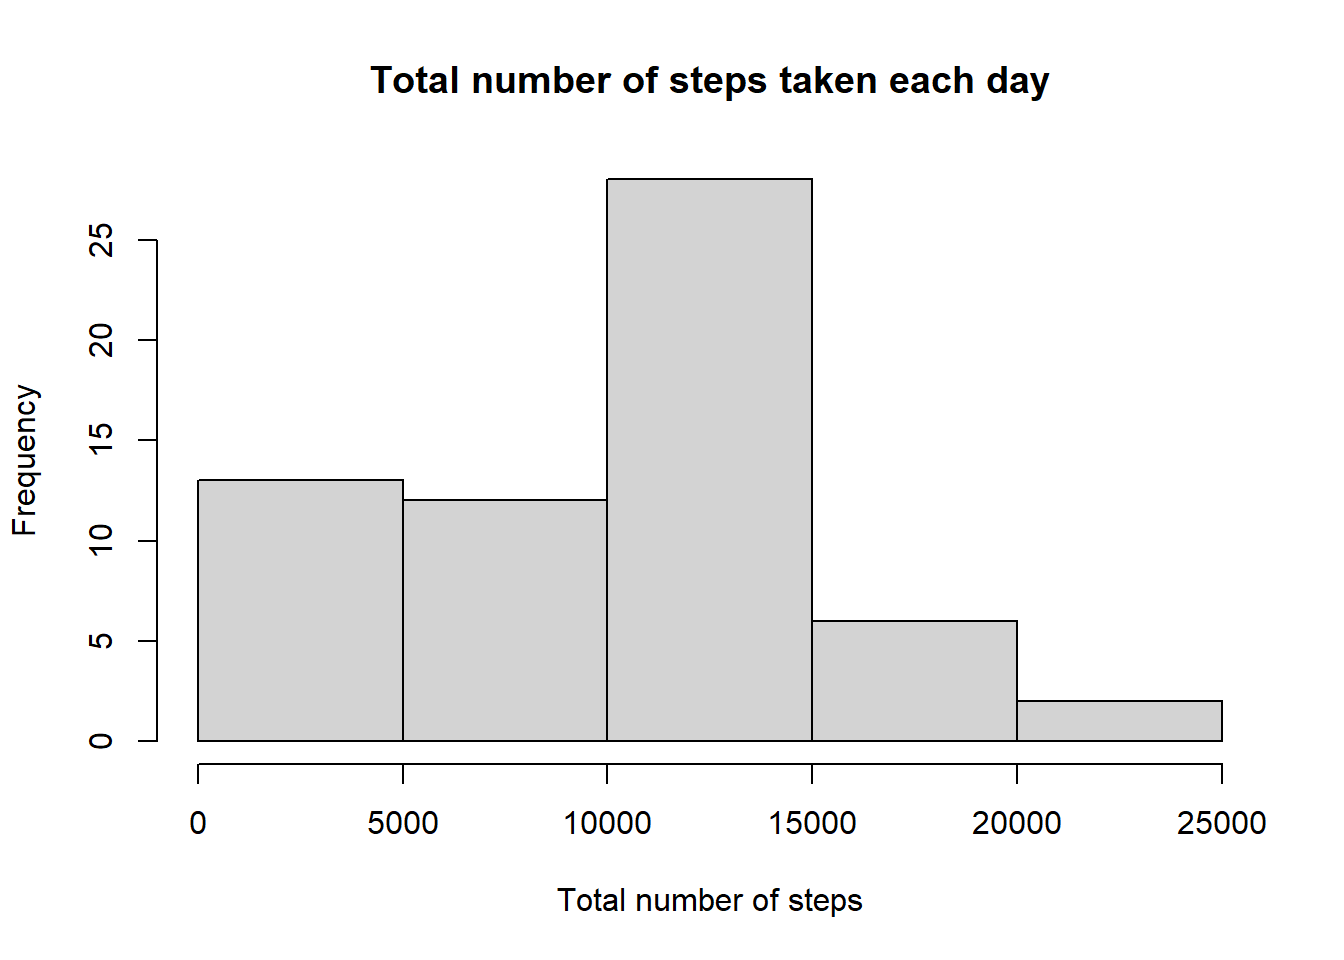 Total number of steps taken each day
25
20
15
10
5
0
Frequency
0 5000 10000 15000 20000 25000
Total number of steps